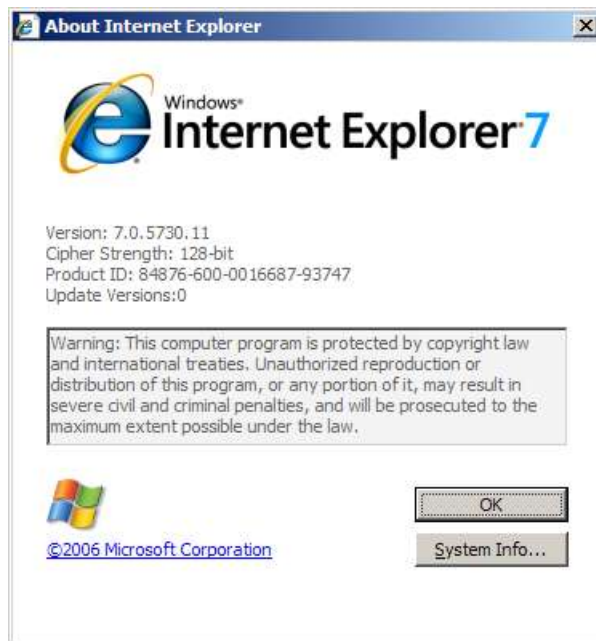 About Internet Explorer
Windows®
Internet Explorer 7
Version: 7.0.5730.11
Cipher Strength: 128-bit
Product ID: 84876-600-0016687-93747
Update Versions:0
Warning: This computer program is protected by copyright law
and international treaties. Unauthorized reproduction or
distribution of this program, or any portion of it, may result in
severe civil and criminal penalties, and will be prosecuted to the
maximum extent possible under the law.
OK
©2006 Microsoft Corporation
System Info...